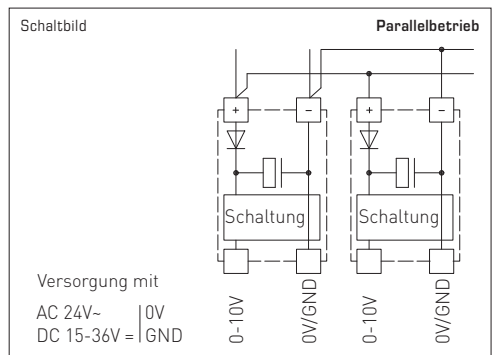 Schaltbild
Parallelbetrieb
+ – + –
Schaltung Schaltung
Versorgung mit
AC 24V~ 0V
DC 15-36V = GND
0-10V
0V/GND
0-10V
0V/GND